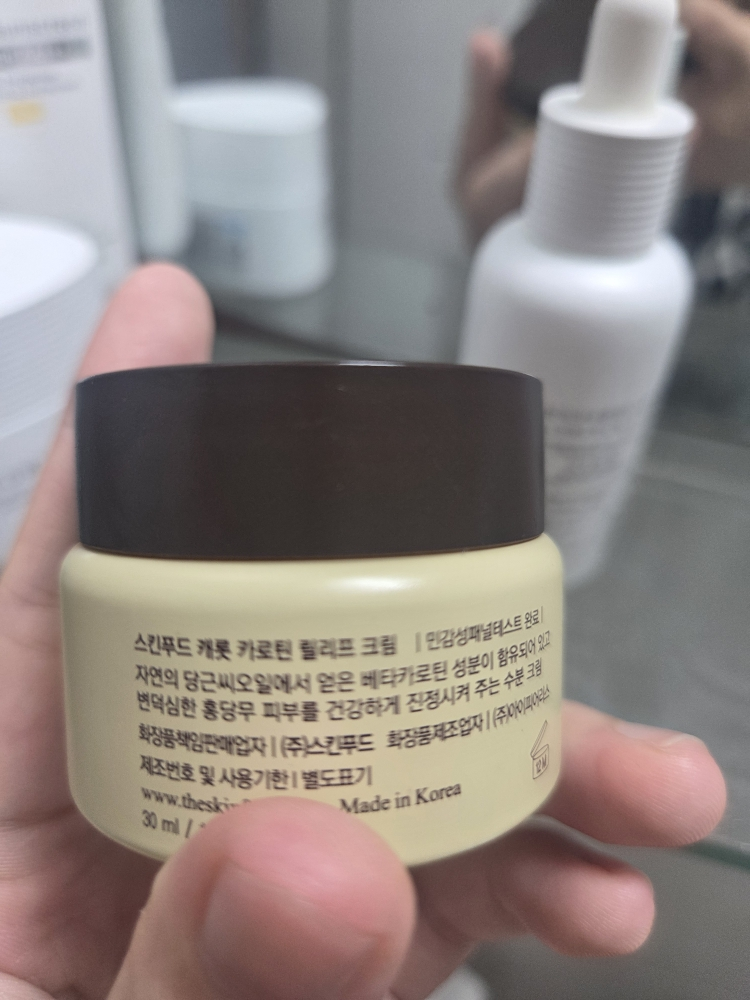 스킨푸드 캐롯 카로틴 릴리프 크림 | 민감성패널테스트 완료 |
자연의 당근씨오일에서 얻은 베타카로틴 성분이 함유되어 있고,
변덕심한 홍당무 피부를 건강하게 진정시켜 주는 수분 크림
화장품책임판매업자 | (주)스킨푸드 화장품제조업자 | (주)아이피어리스
제조번호 및 사용기한 | 별도표기
12M
Made in Korea
30 ml /